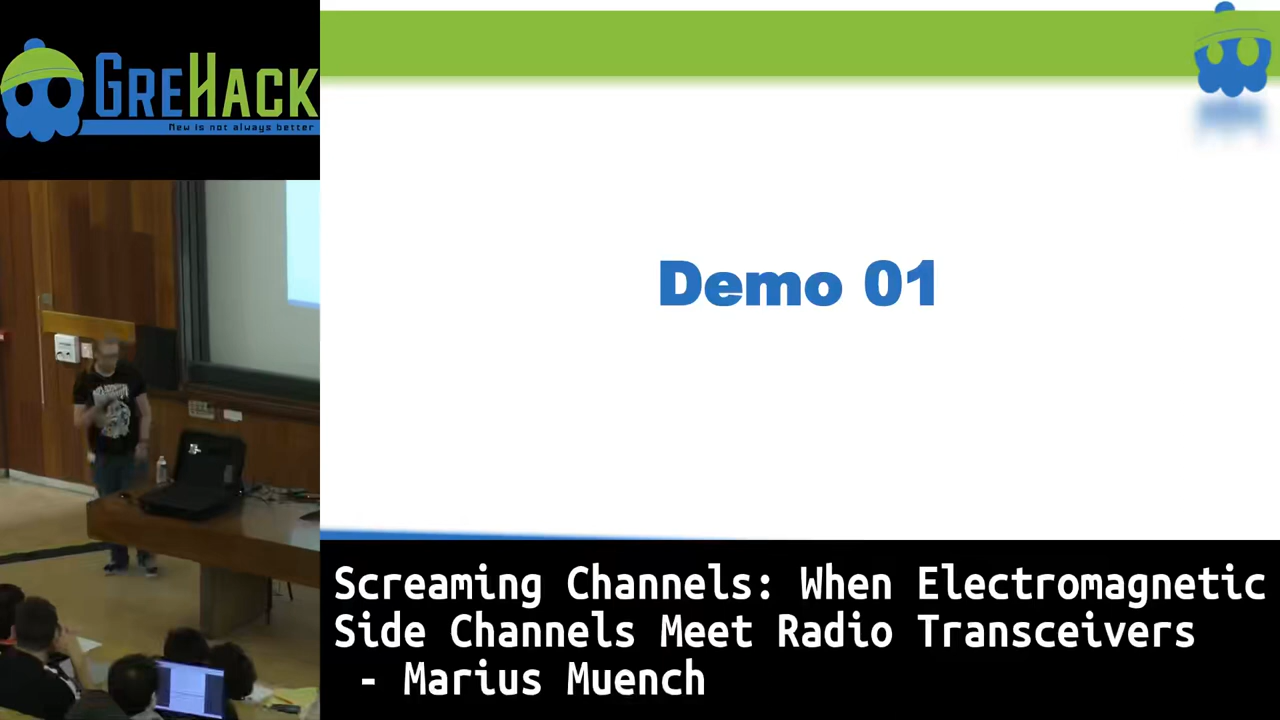 GREHACK
New is not always better
Demo 01
Screaming Channels: When Electromagnetic
Side Channels Meet Radio Transceivers
- Marius Muench